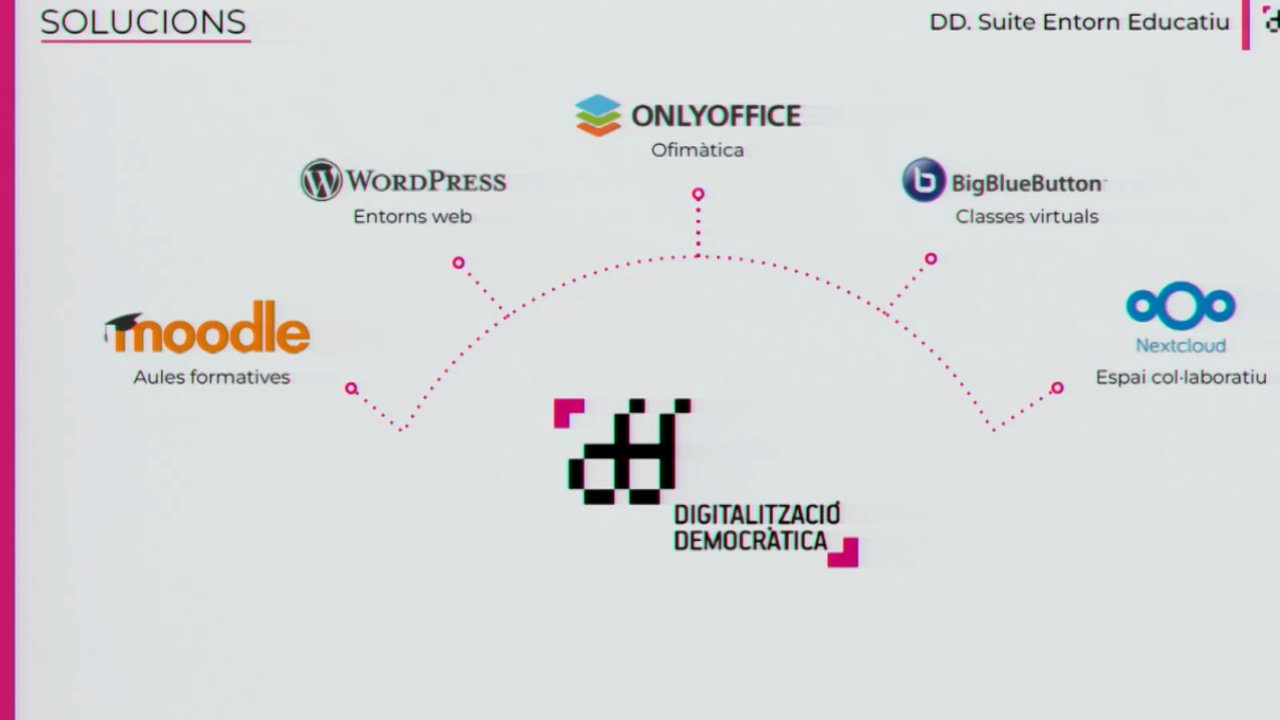 SOLUCIONS
DD. Suite Entorn Educatiu
ONLYOFFICE
Ofimàtica
WORDPRESS
Entorns web
BigBlueButton
Classes virtuals
moodle
Aules formatives
Nextcloud
Espai col·laboratiu
dd
DIGITALITZACIÓ
DEMOCRÀTICA